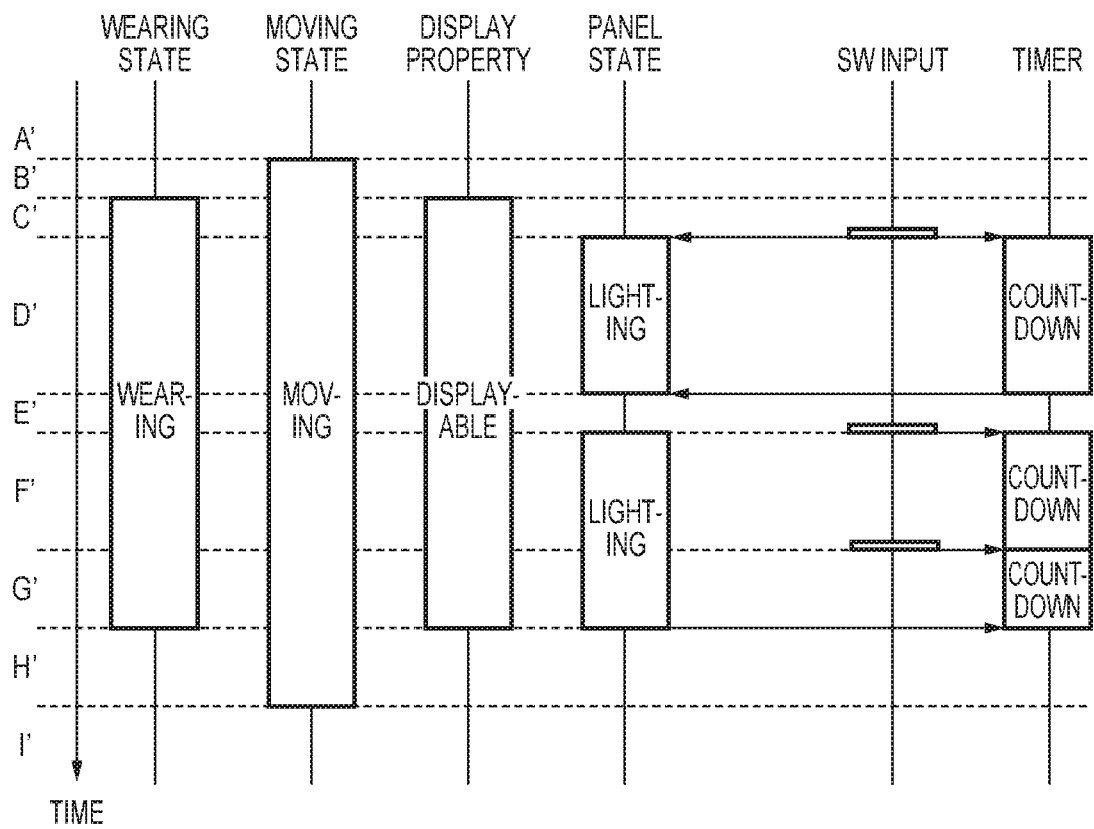 WEARING STATE
MOVING STATE
DISPLAY PROPERTY
PANEL STATE
SW INPUT
TIMER
A'
B'
C'
D'
E'
F'
G'
H'
I'
TIME
WEAR-
ING
MOV-
ING
DISPLAY-
ABLE
LIGHT-
ING
COUNT-
DOWN
LIGHT-
ING
COUNT-
DOWN
COUNT-
DOWN